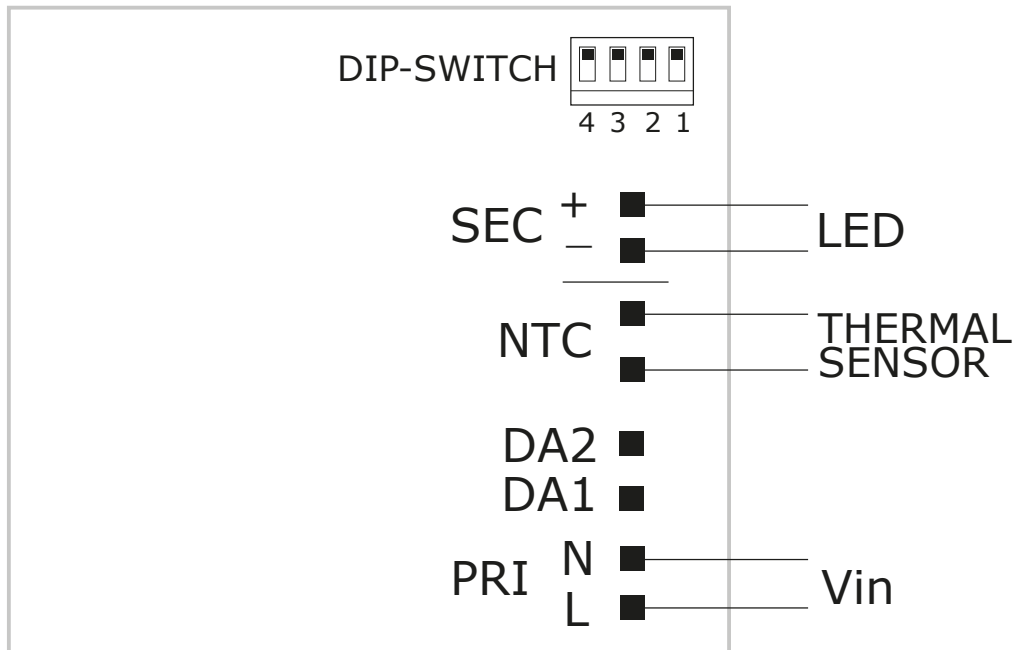 DIP-SWITCH
4 3 2 1
SEC + −
LED
NTC
THERMAL
SENSOR
DA2
DA1
PRI N L
Vin